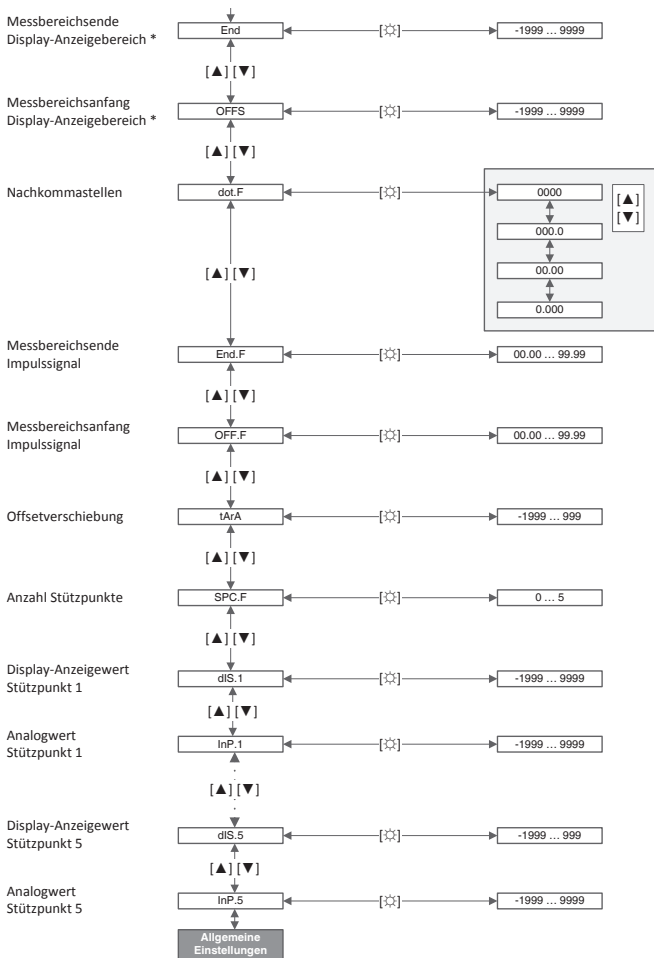 Messbereichsende
Display-Anzeigebereich *
End
[☼]
-1999 ... 9999
[▲] [▼]
Messbereichsanfang
Display-Anzeigebereich *
OFFS
[☼]
-1999 ... 9999
[▲] [▼]
Nachkommastellen
dot.F
[☼]
0000
000.0
00.00
0.000
[▲]
[▼]
[▲] [▼]
Messbereichsende
Impulssignal
End.F
[☼]
00.00 ... 99.99
[▲] [▼]
Messbereichsanfang
Impulssignal
OFF.F
[☼]
00.00 ... 99.99
[▲] [▼]
Offsetverschiebung
tArA
[☼]
-1999 ... 999
[▲] [▼]
Anzahl Stützpunkte
SPC.F
[☼]
0 ... 5
[▲] [▼]
Display-Anzeigewert
Stützpunkt 1
dIS.1
[☼]
-1999 ... 9999
[▲] [▼]
Analogwert
Stützpunkt 1
InP.1
[☼]
-1999 ... 9999
[▲] [▼]
Display-Anzeigewert
Stützpunkt 5
dIS.5
[☼]
-1999 ... 999
[▲] [▼]
Analogwert
Stützpunkt 5
InP.5
[☼]
-1999 ... 9999
Allgemeine
Einstellungen